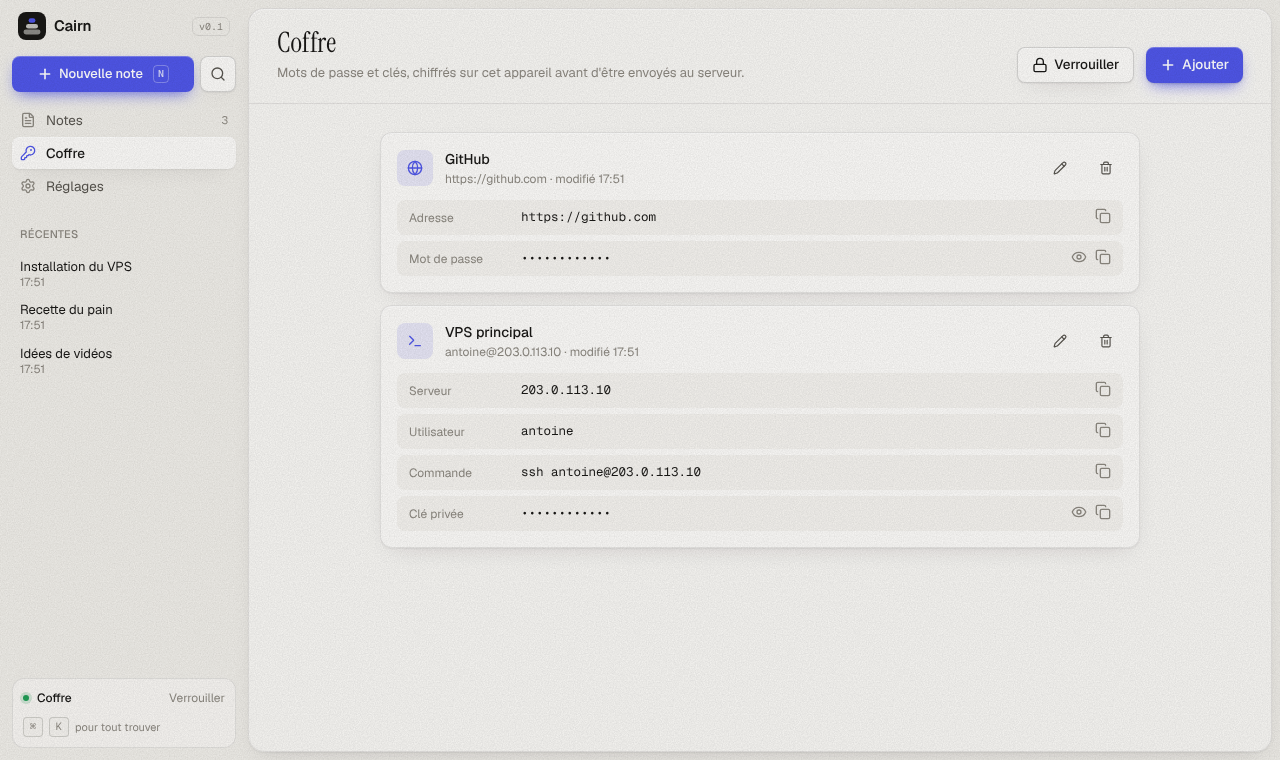 Cairn
v0.1
Nouvelle note N
Notes 3
Coffre
Réglages
RÉCENTES
Installation du VPS
17:51
Recette du pain
17:51
Idées de vidéos
17:51
Coffre Verrouiller
⌘ K pour tout trouver
Coffre
Mots de passe et clés, chiffrés sur cet appareil avant d'être envoyés au serveur.
Verrouiller
Ajouter
GitHub
https://github.com · modifié 17:51
Adresse https://github.com
Mot de passe ••••••••••••
VPS principal
antoine@203.0.113.10 · modifié 17:51
Serveur 203.0.113.10
Utilisateur antoine
Commande ssh antoine@203.0.113.10
Clé privée ••••••••••••